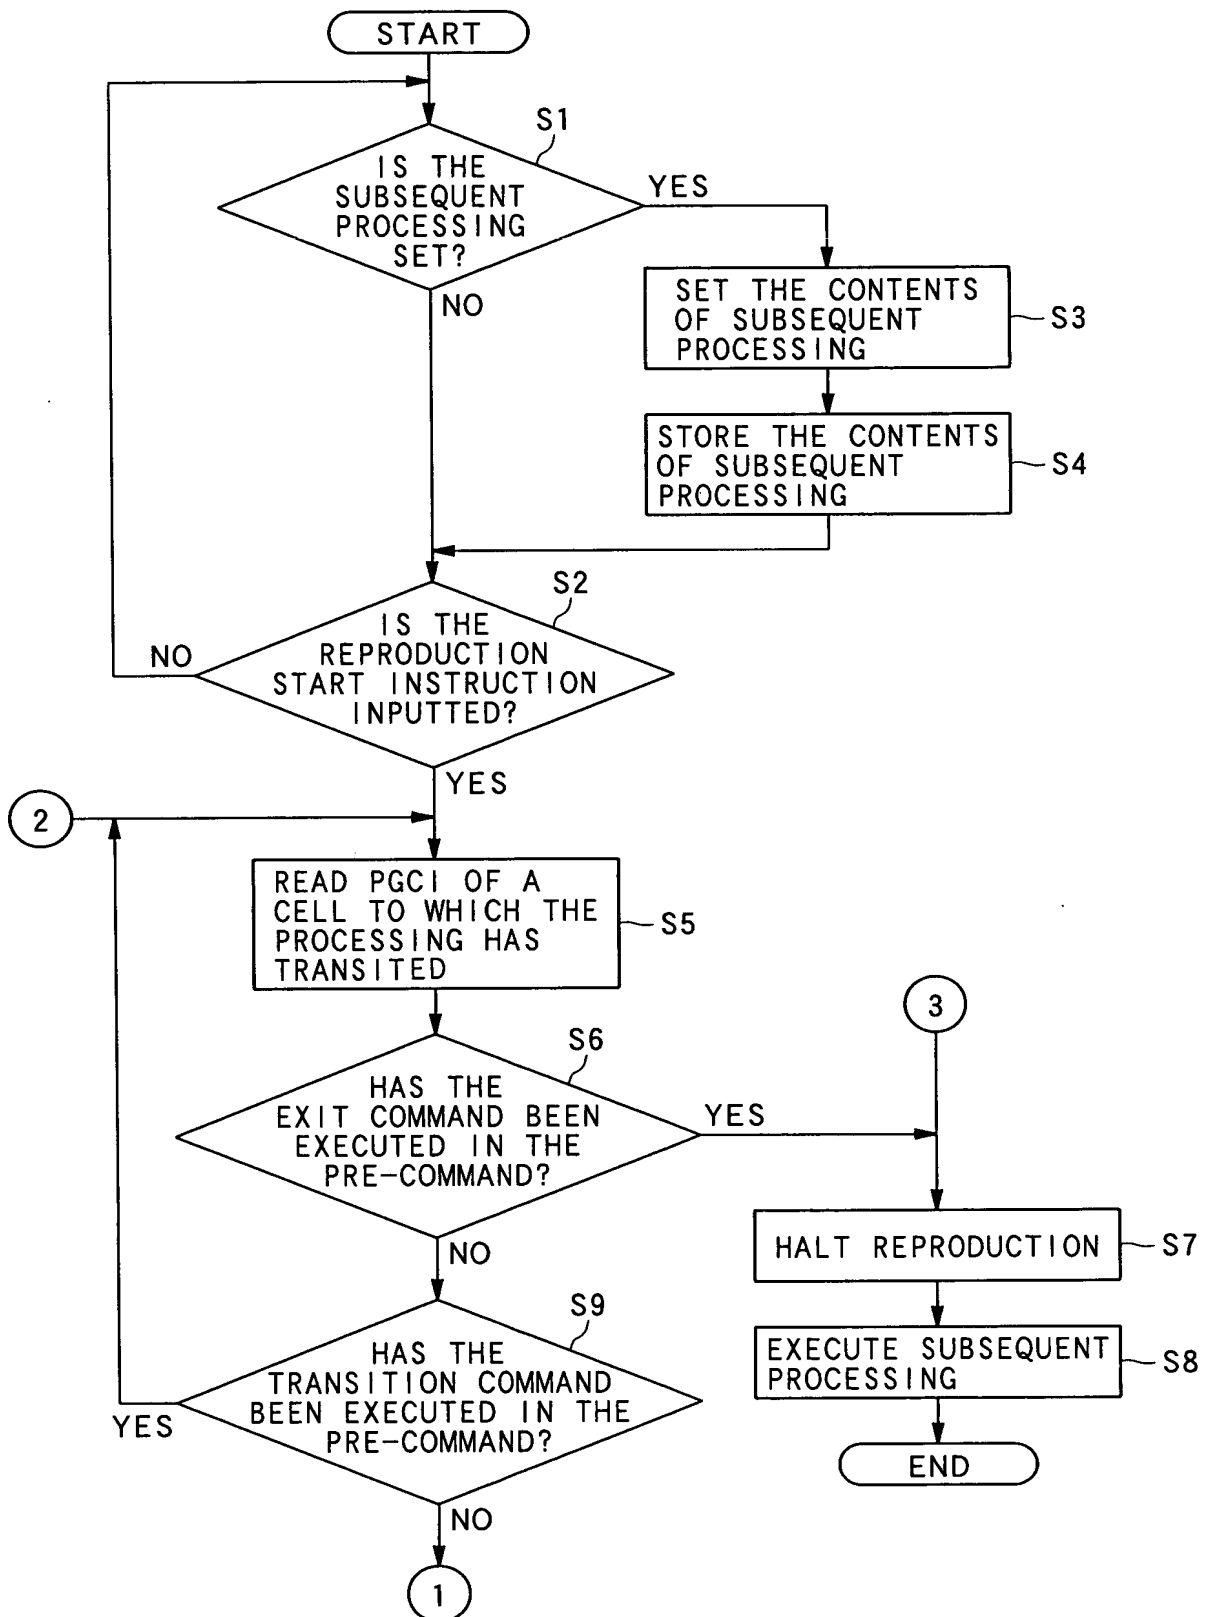 START
S1
IS THE
SUBSEQUENT
PROCESSING
SET?
YES
NO
SET THE CONTENTS
OF SUBSEQUENT
PROCESSING
S3
STORE THE CONTENTS
OF SUBSEQUENT
PROCESSING
S4
S2
IS THE
REPRODUCTION
START INSTRUCTION
INPUTTED?
NO
YES
2
READ PGCI OF A
CELL TO WHICH THE
PROCESSING HAS
TRANSITED
S5
3
S6
HAS THE
EXIT COMMAND BEEN
EXECUTED IN THE
PRE-COMMAND?
YES
NO
HALT REPRODUCTION
S7
S9
HAS THE
TRANSITION COMMAND
BEEN EXECUTED IN THE
PRE-COMMAND?
YES
NO
EXECUTE SUBSEQUENT
PROCESSING
S8
END
1